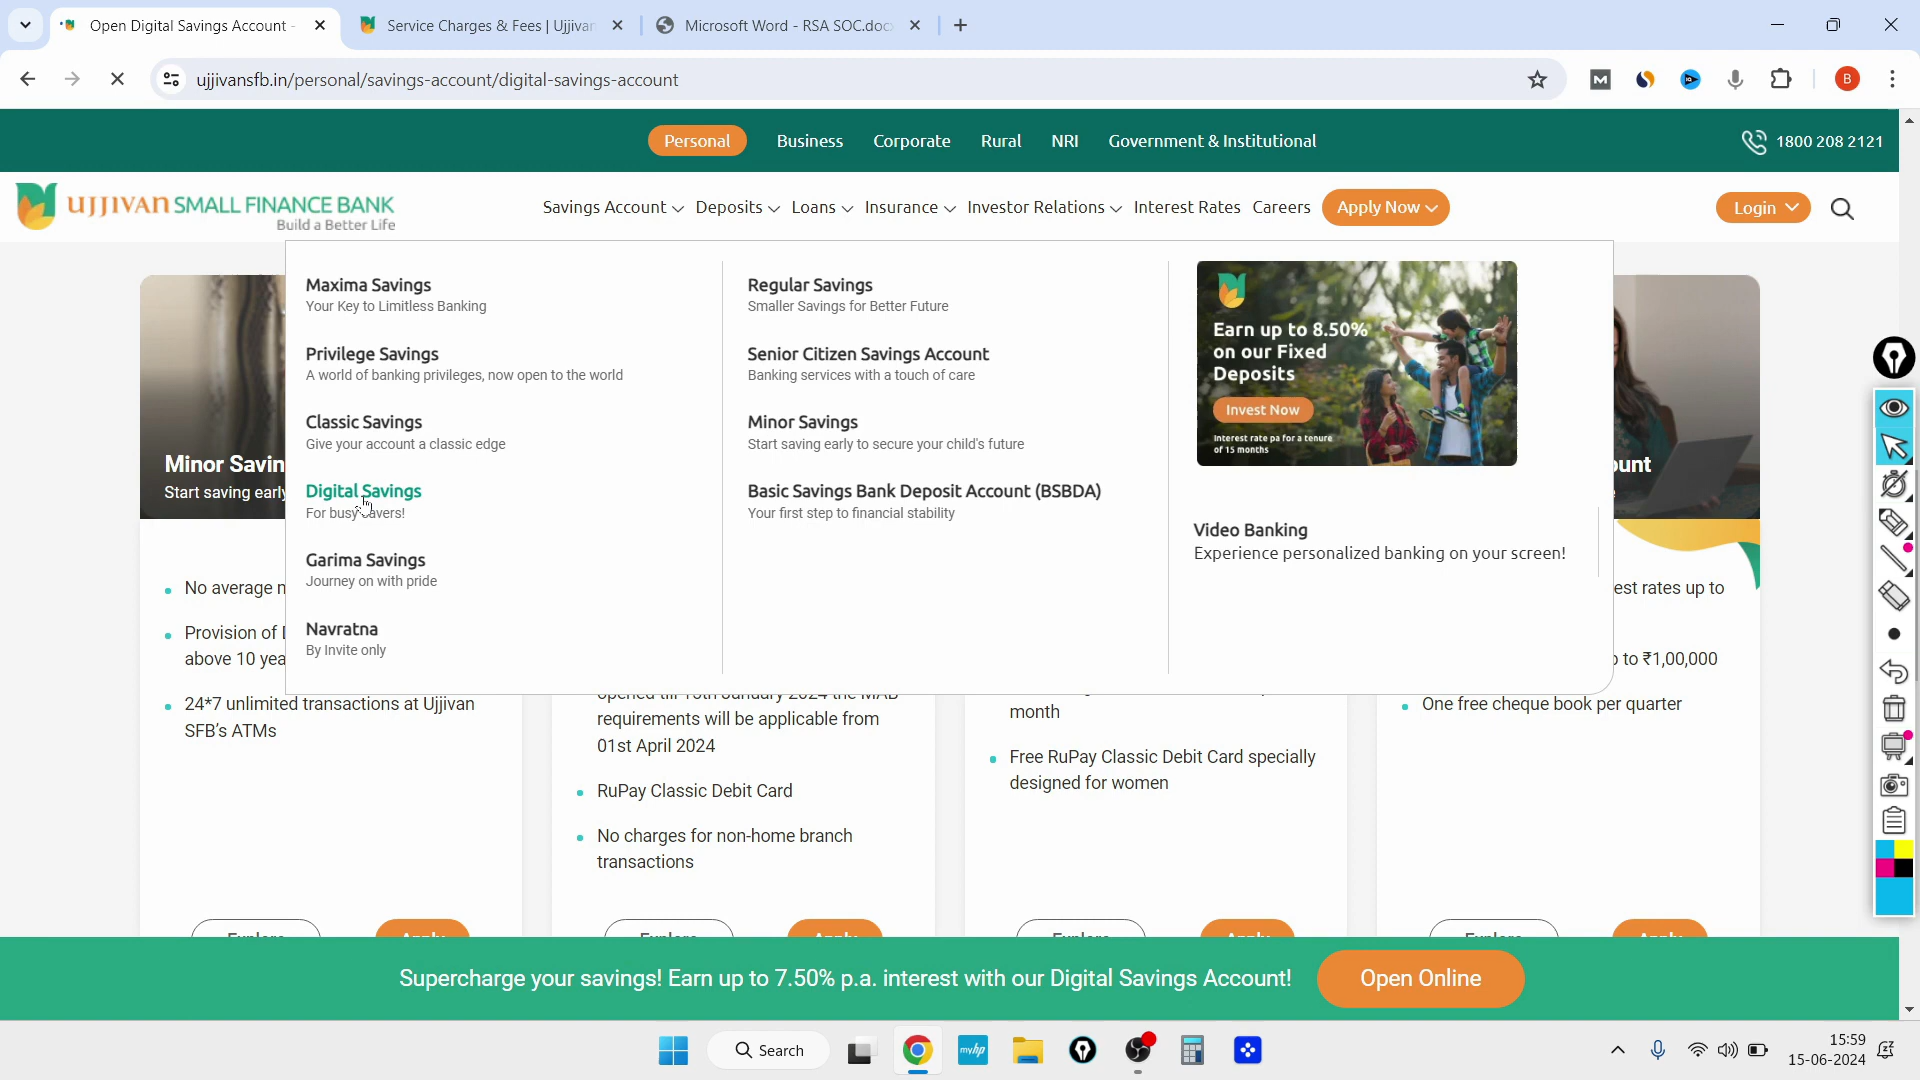 Open Digital Savings Account -
Service Charges & Fees | Ujjivan
Microsoft Word - RSA SOC.doc
ujjivansfb.in/personal/savings-account/digital-savings-account
B
Personal
Business
Corporate
Rural
NRI
Government & Institutional
1800 208 2121
UJJIVAN SMALL FINANCE BANK
Build a Better Life
Savings Account
Deposits
Loans
Insurance
Investor Relations
Interest Rates
Careers
Apply Now
Login
Maxima Savings
Your Key to Limitless Banking
Privilege Savings
A world of banking privileges, now open to the world
Classic Savings
Give your account a classic edge
Digital Savings
For busy savers!
Garima Savings
Journey on with pride
Navratna
By Invite only
Regular Savings
Smaller Savings for Better Future
Senior Citizen Savings Account
Banking services with a touch of care
Minor Savings
Start saving early to secure your child's future
Basic Savings Bank Deposit Account (BSBDA)
Your first step to financial stability
Earn up to 8.50%
on our Fixed
Deposits
Invest Now
Interest rate pa for a tenure
of 15 months
Video Banking
Experience personalized banking on your screen!
Minor Savin
Start saving early
No average
Provision of
above 10 yea
24*7 unlimited transactions at Ujjivan
SFB's ATMs
requirements will be applicable from
01st April 2024
RuPay Classic Debit Card
No charges for non-home branch
transactions
month
Free RuPay Classic Debit Card specially
designed for women
ount
est rates up to
to ₹1,00,000
One free cheque book per quarter
Supercharge your savings! Earn up to 7.50% p.a. interest with our Digital Savings Account!
Open Online
Search
myhp
15:59
15-06-2024